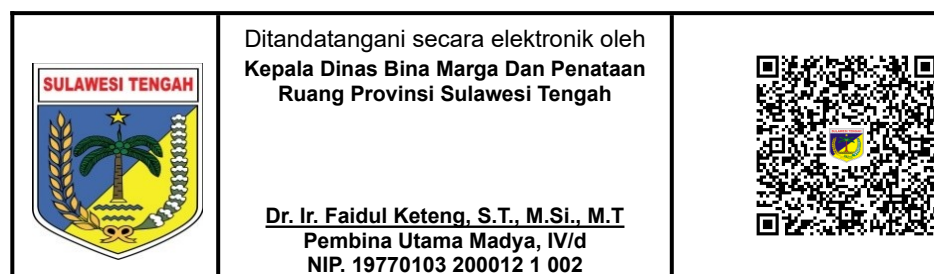 SULAWESI TENGAH
Ditandatangani secara elektronik oleh
Kepala Dinas Bina Marga Dan Penataan
Ruang Provinsi Sulawesi Tengah
Dr. Ir. Faidul Keteng, S.T., M.Si., M.T
Pembina Utama Madya, IV/d
NIP. 19770103 200012 1 002